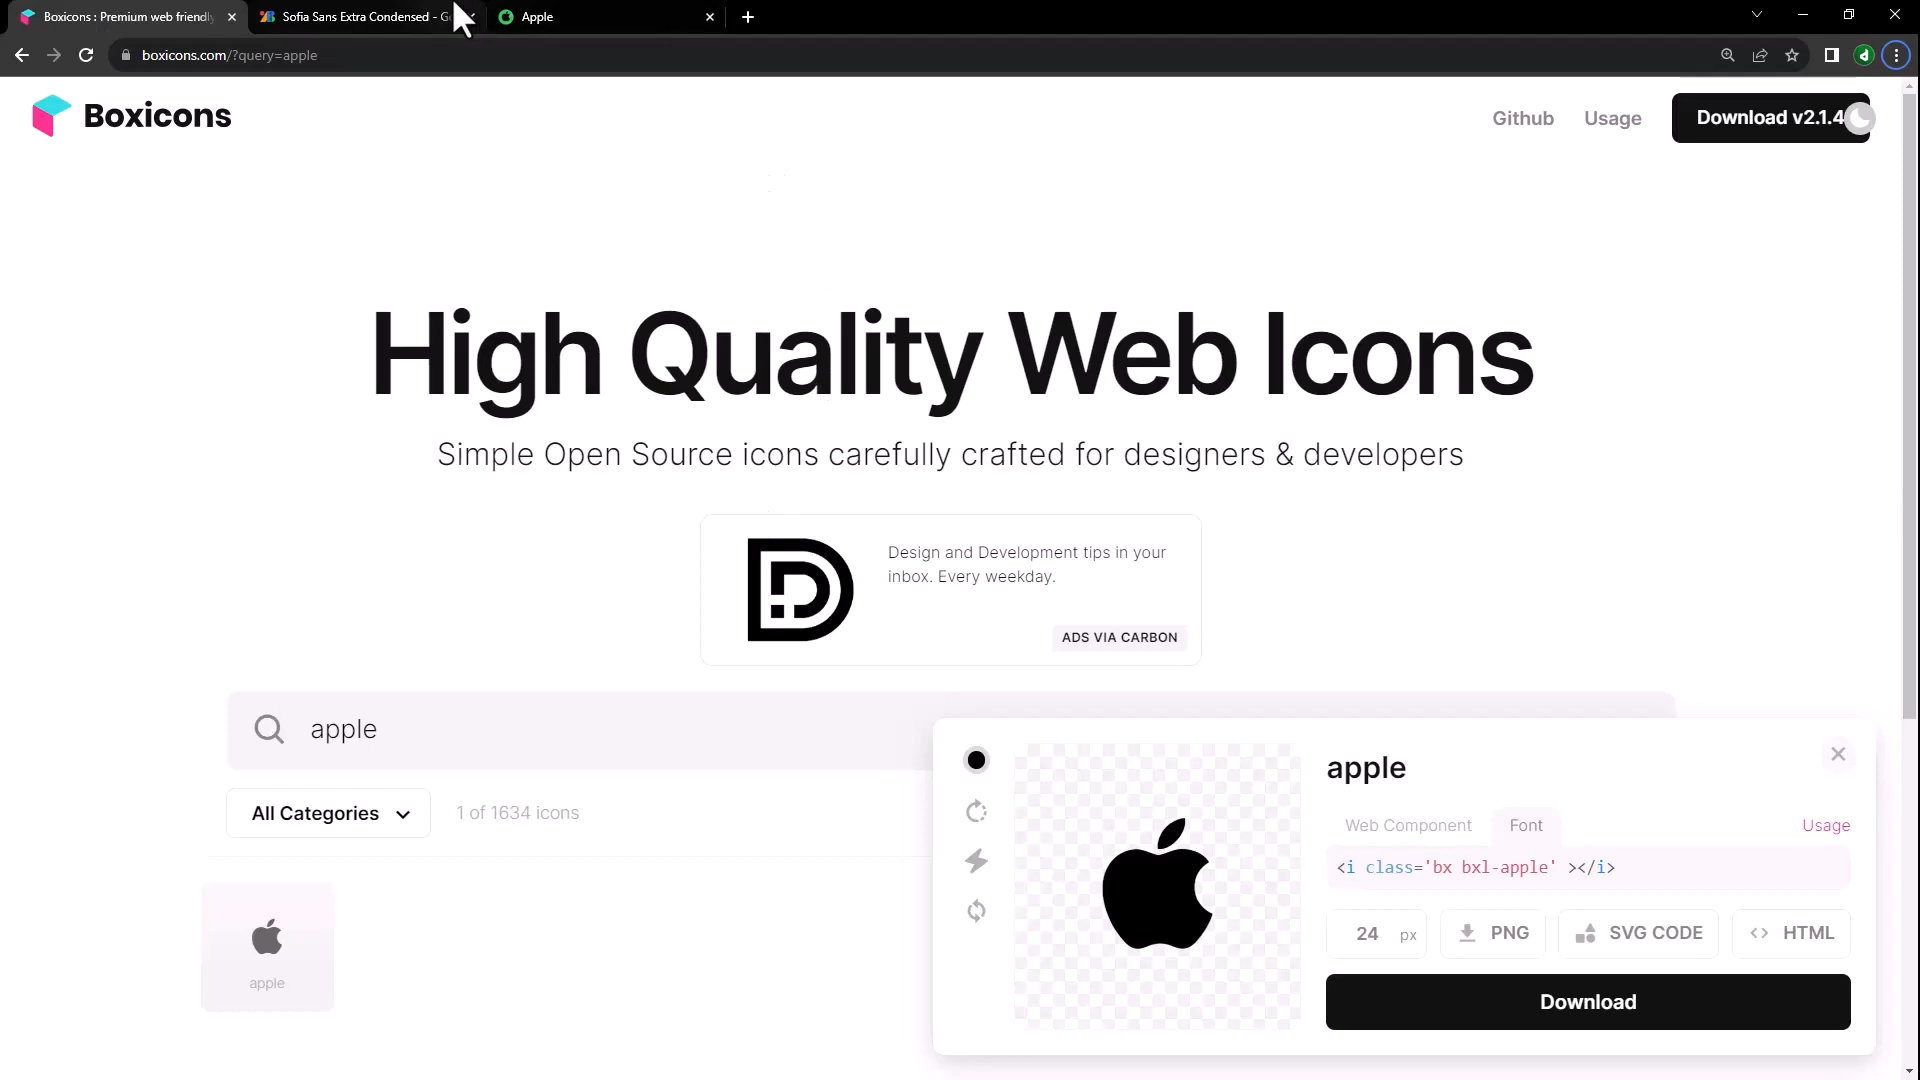 Boxicons : Premium web friendly
Sofia Sans Extra Condensed - G
Apple
boxicons.com/?query=apple
Boxicons
Github
Usage
Download v2.1.4
High Quality Web Icons
Simple Open Source icons carefully crafted for designers & developers
Design and Development tips in your
inbox. Every weekday.
ADS VIA CARBON
apple
All Categories
1 of 1634 icons
apple
apple
Web Component
Font
Usage
<i class='bx bxl-apple' ></i>
24 px
PNG
SVG CODE
HTML
Download